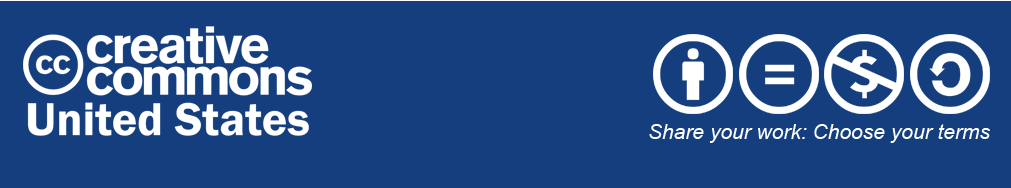 cc creative
commons
United States
Share your work: Choose your terms